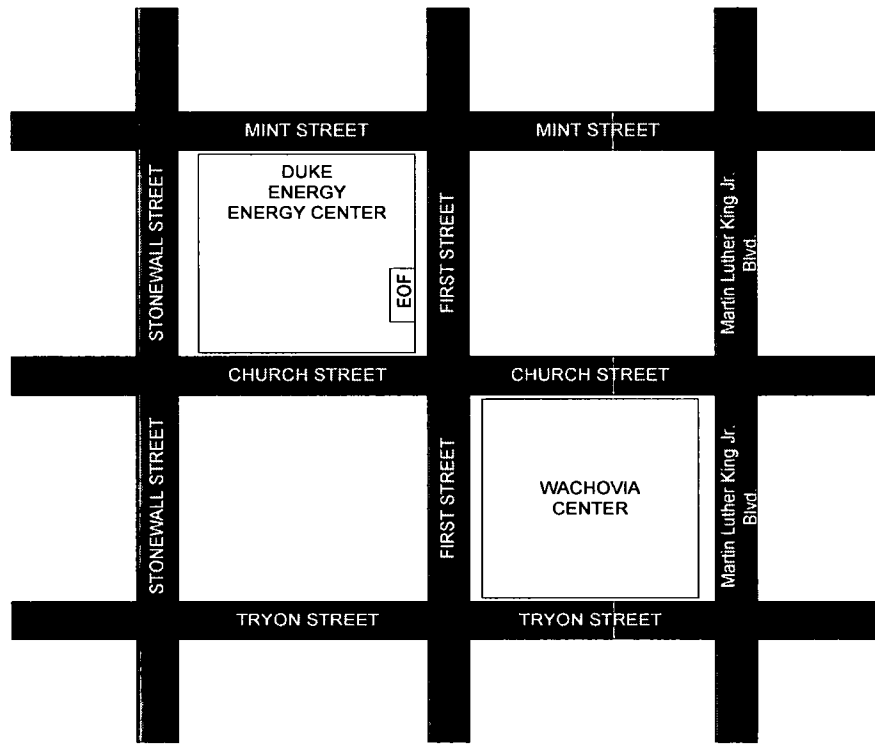 MINT STREET
MINT STREET
DUKE
ENERGY
ENERGY CENTER
STONEWALL STREET
EOF
FIRST STREET
Martin Luther King Jr.
Blvd.
CHURCH STREET
CHURCH STREET
STONEWALL STREET
FIRST STREET
WACHOVIA
CENTER
Martin Luther King Jr.
Blvd.
TRYON STREET
TRYON STREET